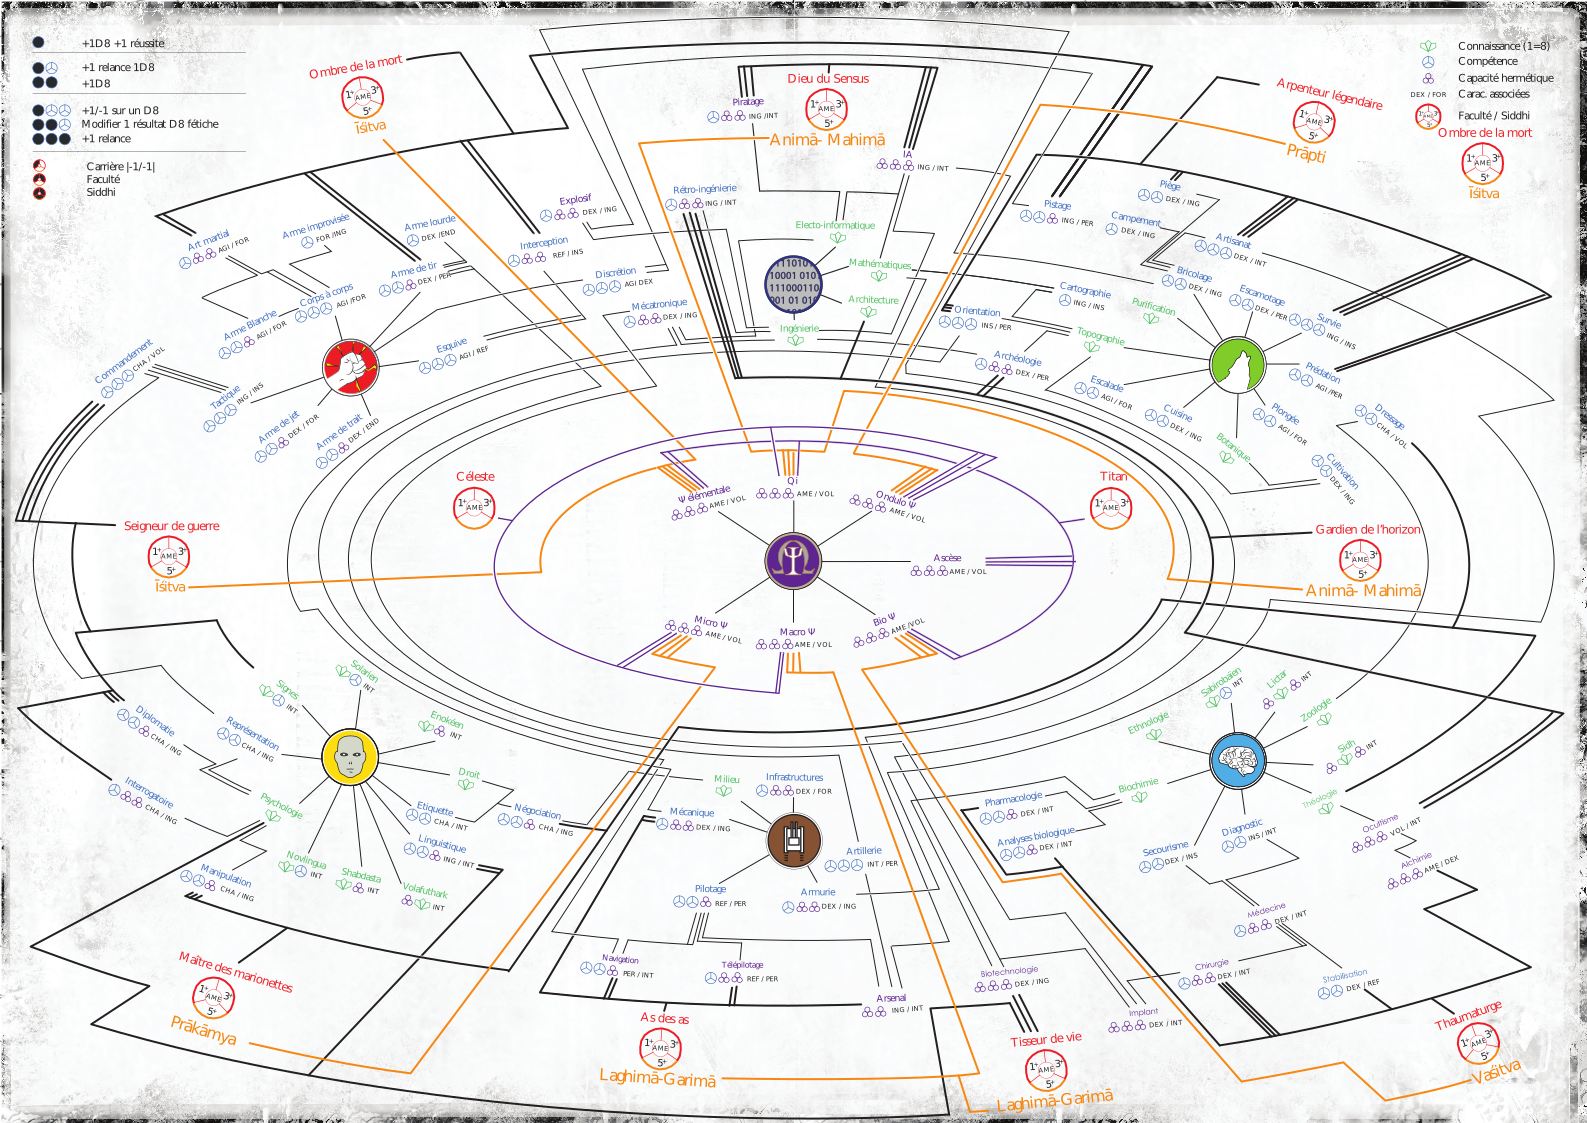 +1D8 +1 réussite
+1 relance 1D8
+1D8
+1/-1 sur un D8
Modifier 1 résultat D8 fétiche
+1 relance
Carrière |-1/-1|
Faculté
Siddhi
Connaissance (1=8)
Compétence
Capacité hermétique
DEX / FOR Carac. associées
1+ AME 3+ 5+ Faculté / Siddhi
Ombre de la mort
1+ AME 3+
5+
Īśitva
Ombre de la mort
1+ AME 3+
5+
Īśitva
Dieu du Sensus
1+ AME 3+
5+
Animā- Mahimā
Arpenteur légendaire
1+ AME 3+
5+
Prāpti
Piratage
ING /INT
IA
ING / INT
Rétro-ingénierie
ING / INT
Electo-informatique
Mathématiques
Architecture
Ingénierie
11101011
10001 010
111000110
001 01 010
Explosif
DEX / ING
Interception
REF / INS
Discrétion
AGI DEX
Mécatronique
DEX / ING
Art martial
AGI / FOR
Arme improvisée
FOR /ING
Arme lourde
DEX /END
Arme de tir
DEX / PER
Corps à corps
AGI /FOR
Arme Blanche
AGI / FOR
Esquive
AGI / REF
Commandement
CHA / VOL
Tactique
ING / INS
Arme de jet
DEX / FOR
Arme de trait
DEX / END
Piège
DEX / ING
Pistage
ING / PER
Campement
DEX / ING
Artisanat
DEX / INT
Bricolage
DEX / ING
Escamotage
DEX / PER
Survie
ING / INS
Cartographie
ING / INS
Purification
Orientation
INS / PER
Topographie
Archéologie
DEX / PER
Escalade
AGI / FOR
Cuisine
DEX / ING
Botanique
Prédation
AGI /PER
Plongée
AGI / FOR
Dressage
CHA / VOL
Cultivation
DEX / ING
Céleste
1+ AME 3+
Titan
1+ AME 3+
Ψ élémentale
AME / VOL
Qi
AME / VOL
Ondulo Ψ
AME / VOL
Ascèse
AME / VOL
Micro Ψ
AME / VOL
Macro Ψ
AME / VOL
Bio Ψ
AME /VOL
ΨΩ
Seigneur de guerre
1+ AME 3+
5+
Īśitva
Gardien de l'horizon
1+ AME 3+
5+
Animā- Mahimā
Solarien
INT
Signes
INT
Enokéen
INT
Représentation
CHA / ING
Diplomatie
CHA / ING
Interrogatoire
CHA / ING
Psychologie
Droit
Etiquette
CHA / INT
Négociation
CHA / ING
Linguistique
ING / INT
Novlingua
INT
Shabdasta
INT
Volafuthark
INT
Manipulation
CHA / ING
Milieu
Infrastructures
DEX / FOR
Mécanique
DEX / ING
Artillerie
INT / PER
Pilotage
REF / PER
Armurie
DEX / ING
Navigation
PER / INT
Télépilotage
REF / PER
Arsenal
ING / INT
Sabirobaien
INT
Lictar
INT
Ethnologie
Zoologie
Sidh
INT
Biochimie
Théologie
Pharmacologie
DEX / INT
Analyses biologique
DEX / INT
Diagnostic
INS / INT
Secourisme
DEX / INS
Occultisme
VOL / INT
Alchimie
AME / DEX
Médecine
DEX / INT
Chirurgie
DEX / INT
Stabilisation
DEX / REF
Biotechnologie
DEX / ING
Implant
DEX / INT
Maître des marionettes
1+ AME 3+
5+
Prākāmya
As des as
1+ AME 3+
5+
Laghimā-Garimā
Tisseur de vie
1+ AME 3+
5+
Laghimā-Garimā
Thaumaturge
1+ AME 3+
5+
Vaśitva